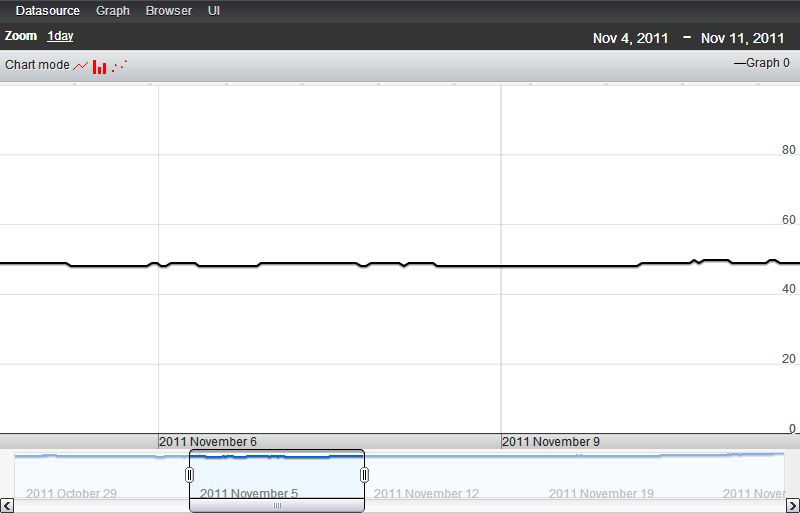 Datasource Graph Browser UI
Zoom 1day Nov 4, 2011 – Nov 11, 2011
Chart mode —Graph 0
80
60
40
20
0
2011 November 6 2011 November 9
2011 October 29 2011 November 5 2011 November 12 2011 November 19 2011 Nover